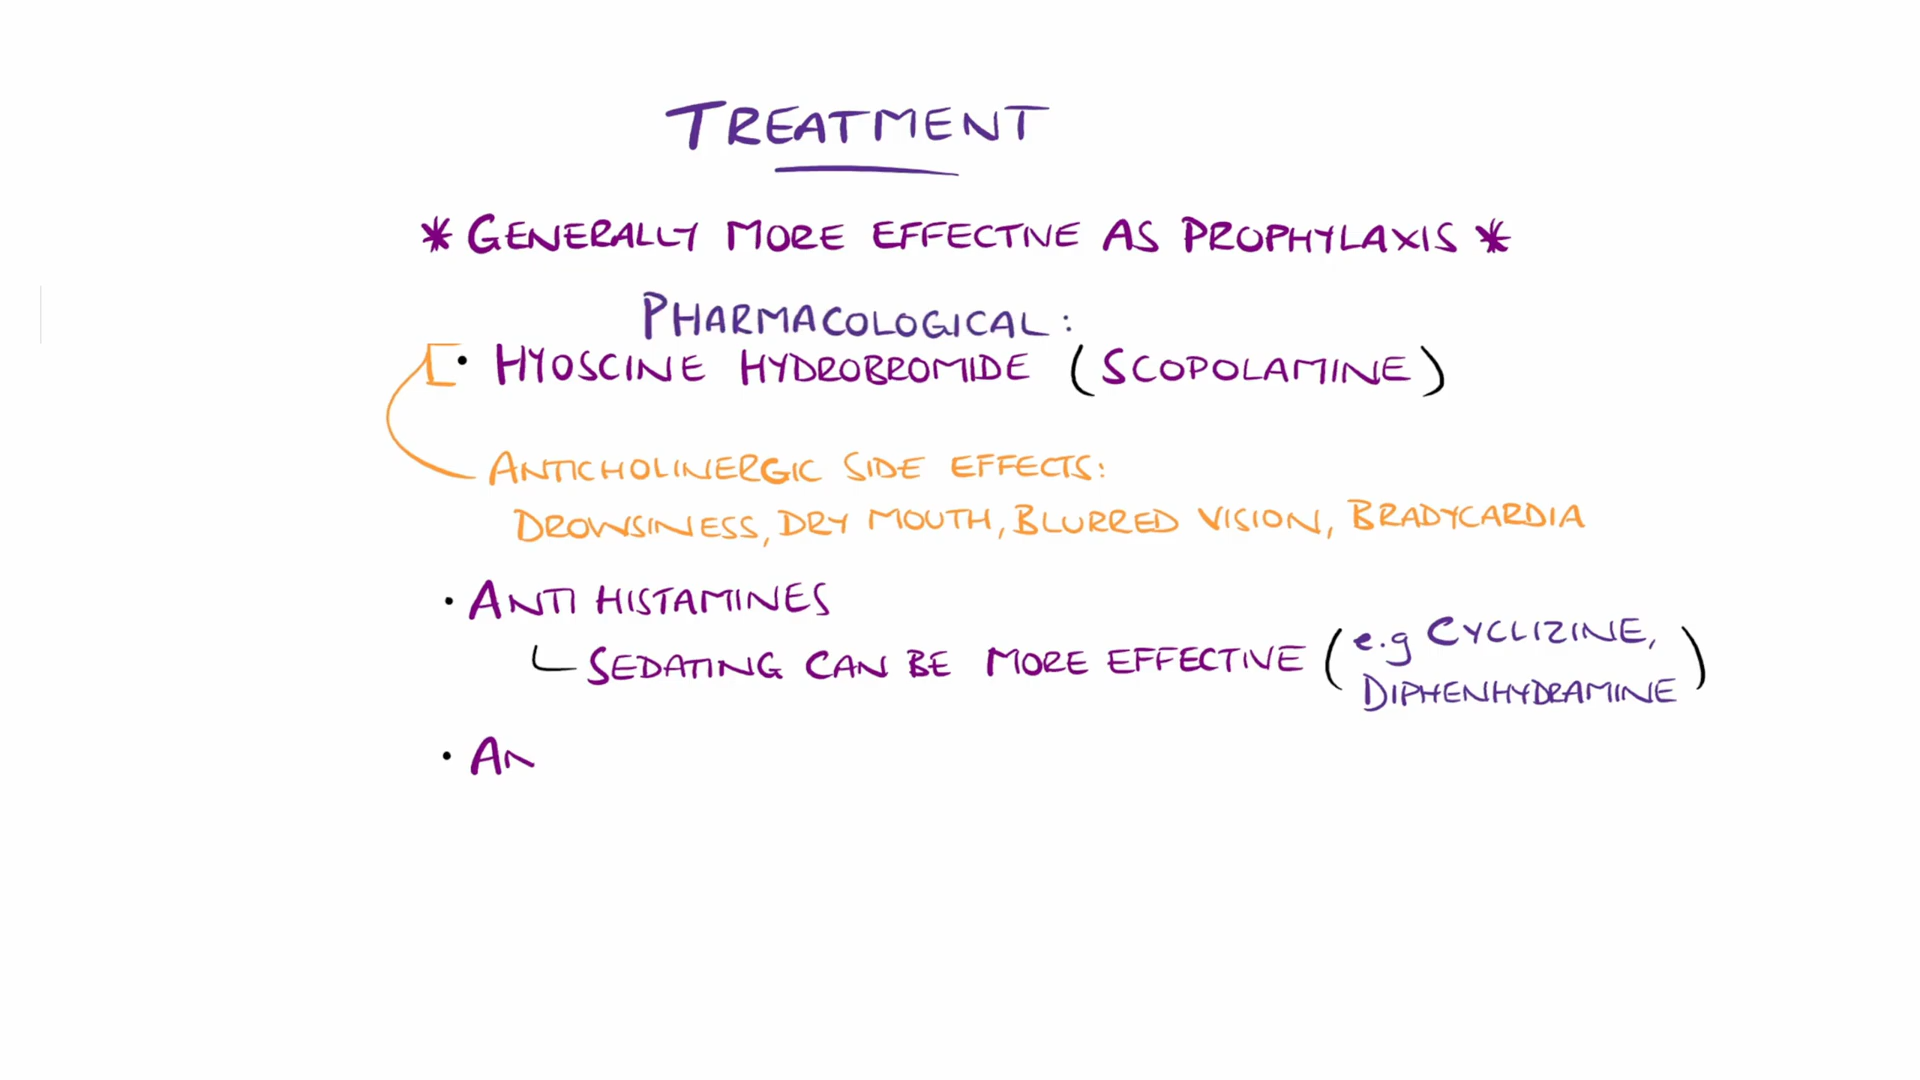 TREATMENT
* GENERALLY MORE EFFECTIVE AS PROPHYLAXIS *
PHARMACOLOGICAL:
• HYOSCINE HYDROBROMIDE (SCOPOLAMINE)
ANTICHOLINERGIC SIDE EFFECTS:
DROWSINESS, DRY MOUTH, BLURRED VISION, BRADYCARDIA
• ANTI HISTAMINES
SEDATING CAN BE MORE EFFECTIVE (e.g CYCLIZINE,
DIPHENHYDRAMINE)
• AN